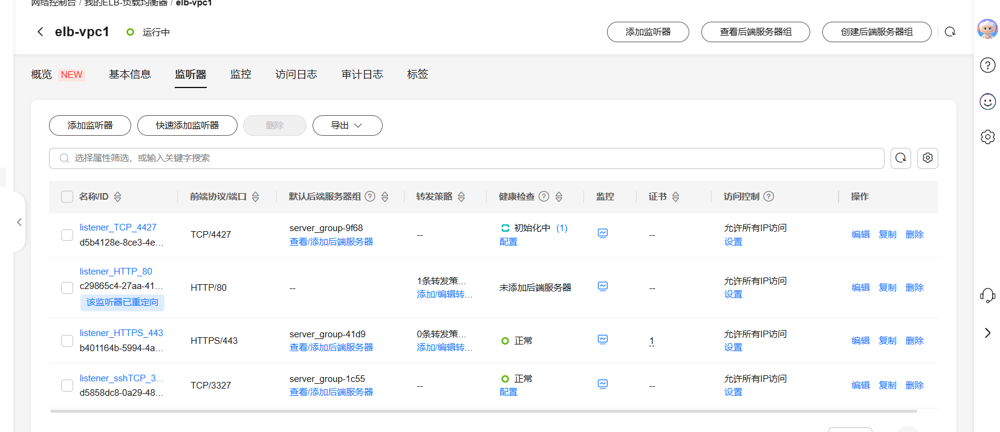 网络控制台 / 我的ELB-负载均衡器 / elb-vpc1
elb-vpc1 运行中 添加监听器 查看后端服务器组 创建后端服务器组
概览 NEW 基本信息 监听器 监控 访问日志 审计日志 标签
添加监听器 快速添加监听器 删除 导出
选择属性筛选，或输入关键字搜索
名称/ID 前端协议/端口 默认后端服务器组 转发策略 健康检查 监控 证书 访问控制 操作
listener_TCP_4427
d5b4128e-8ce3-4e...
TCP/4427
server_group-9f68
查看/添加后端服务器
--
初始化中 (1)
配置
--
允许所有IP访问
设置
编辑 复制 删除
listener_HTTP_80
c29865c4-27aa-41...
该监听器已重定向
HTTP/80
--
1条转发策...
添加/编辑转...
未添加后端服务器
--
允许所有IP访问
设置
编辑 复制 删除
listener_HTTPS_443
b401164b-5994-4a...
HTTPS/443
server_group-41d9
查看/添加后端服务器
0条转发策...
添加/编辑转...
正常
1
允许所有IP访问
设置
编辑 复制 删除
listener_sshTCP_3...
d5858dc8-0a29-48...
TCP/3327
server_group-1c55
查看/添加后端服务器
--
正常
配置
--
允许所有IP访问
设置
编辑 复制 删除